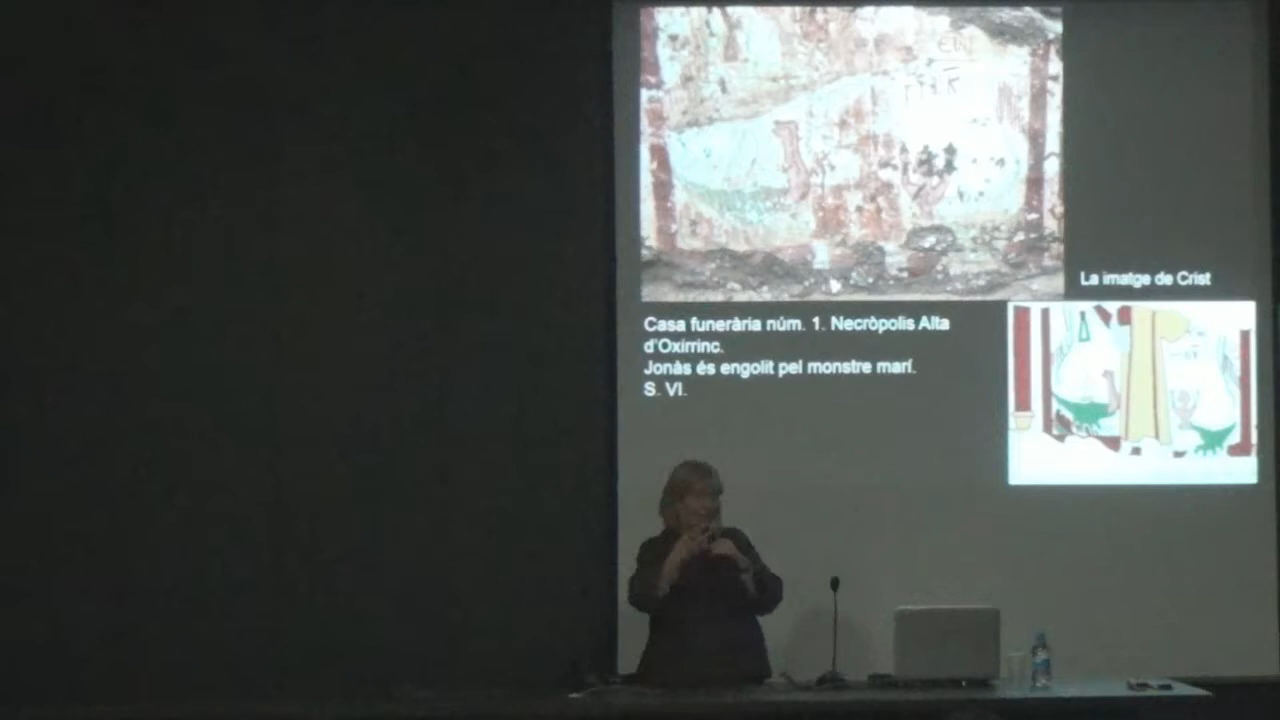 La imatge de Crist
Casa funerària núm. 1. Necròpolis Alta
d'Oxirrinc.
Jonàs és engolit pel monstre marí.
S. VI.